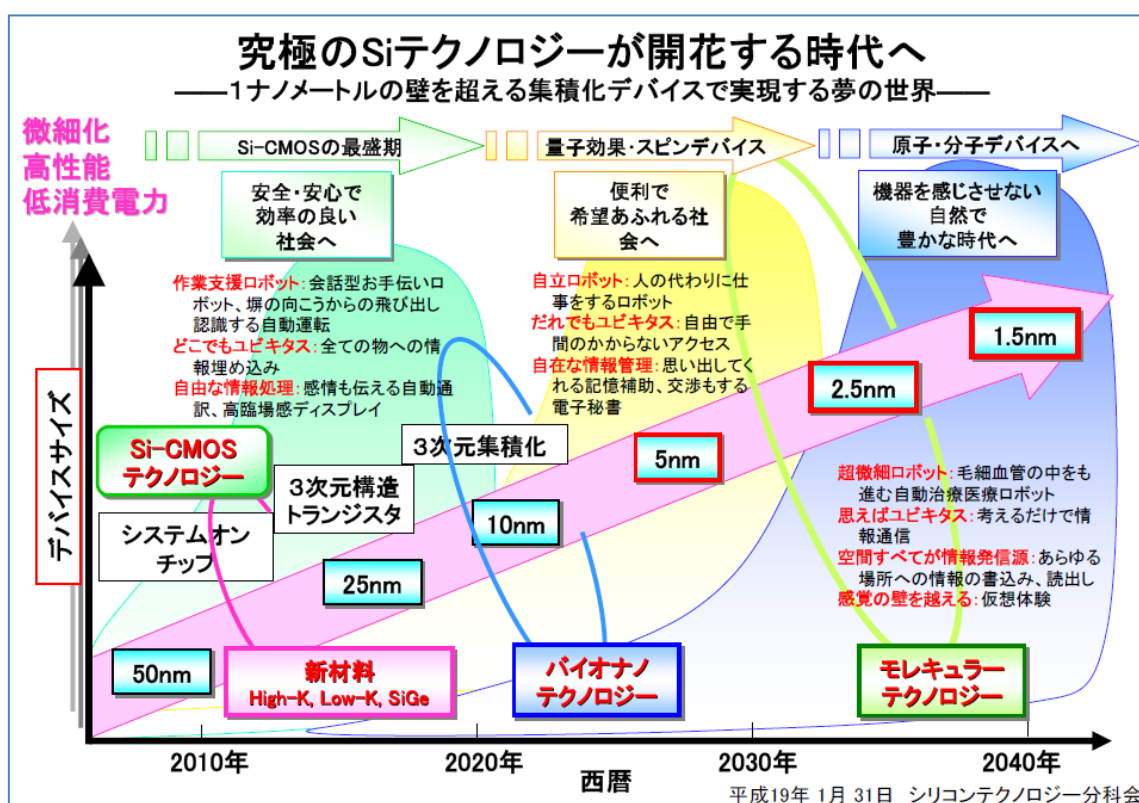 究極のSiテクノロジーが開花する時代へ
――1ナノメートルの壁を超える集積化デバイスで実現する夢の世界――
微細化
高性能
低消費電力
Si-CMOSの最盛期
量子効果・スピンデバイス
原子・分子デバイスへ
安全・安心で
効率の良い
社会へ
便利で
希望あふれる社
会へ
機器を感じさせない
自然で
豊かな時代へ
作業支援ロボット:会話型お手伝いロ
ボット、塀の向こうからの飛び出し
認識する自動運転
どこでもユビキタス:全ての物への情
報埋め込み
自由な情報処理:感情も伝える自動通
訳、高臨場感ディスプレイ
自立ロボット:人の代わりに仕
事をするロボット
だれでもユビキタス:自由で手
間のかからないアクセス
自在な情報管理:思い出してく
れる記憶補助、交渉もする
電子秘書
1.5nm
2.5nm
5nm
10nm
25nm
50nm
デバイスサイズ
Si-CMOS
テクノロジー
システムオン
チップ
3次元構造
トランジスタ
3次元集積化
超微細ロボット:毛細血管の中をも
進む自動治療医療ロボット
思えばユビキタス:考えるだけで情
報通信
空間すべてが情報発信源:あらゆる
場所への情報の書込み、読出し
感覚の壁を越える:仮想体験
新材料
High-K, Low-K, SiGe
バイオナノ
テクノロジー
モレキュラー
テクノロジー
2010年
2020年
2030年
2040年
西暦
平成19年 1月 31日 シリコンテクノロジー分科会